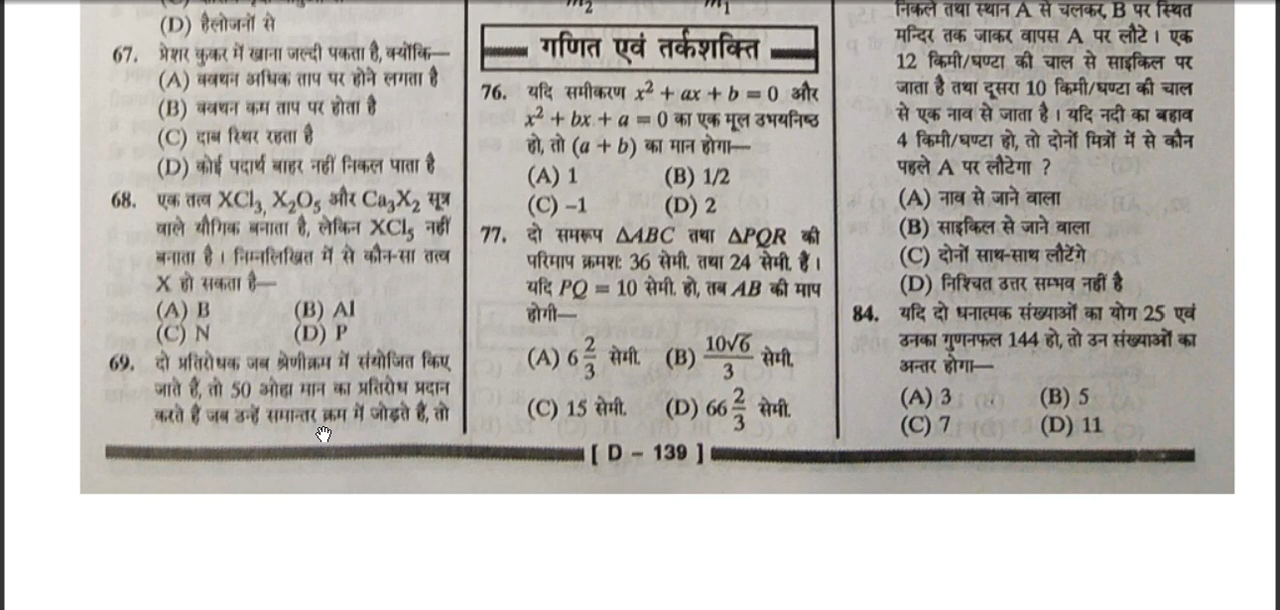 (D) हैलोजनों से
67. प्रेशर कुकर में खाना जल्दी पकता है, क्योंकि—
(A) क्वथन अधिक ताप पर होने लगता है
(B) क्वथन कम ताप पर होता है
(C) दाब स्थिर रहता है
(D) कोई पदार्थ बाहर नहीं निकल पाता है
68. एक तत्व XCl₃, X₂O₅ और Ca₃X₂ सूत्र
वाले यौगिक बनाता है, लेकिन XCl₅ नहीं
बनाता है। निम्नलिखित में से कौन-सा तत्व
X हो सकता है—
(A) B (B) Al
(C) N (D) P
69. दो प्रतिरोधक जब श्रेणीक्रम में संयोजित किए
जाते हैं, तो 50 ओह्म मान का प्रतिरोध प्रदान
करते हैं जब उन्हें समान्तर क्रम में जोड़ते हैं, तो
m₂ m₁
गणित एवं तर्कशक्ति
76. यदि समीकरण x² + ax + b = 0 और
x² + bx + a = 0 का एक मूल उभयनिष्ठ
हो, तो (a + b) का मान होगा—
(A) 1 (B) 1/2
(C) –1 (D) 2
77. दो समरूप ΔABC तथा ΔPQR की
परिमाप क्रमशः 36 सेमी. तथा 24 सेमी. हैं।
यदि PQ = 10 सेमी. हो, तब AB की माप
होगी—
(A) 6 2/3 सेमी. (B) 10√6/3 सेमी.
(C) 15 सेमी. (D) 66 2/3 सेमी.
निकले तथा स्थान A से चलकर, B पर स्थित
मन्दिर तक जाकर वापस A पर लौटे। एक
12 किमी/घण्टा की चाल से साइकिल पर
जाता है तथा दूसरा 10 किमी/घण्टा की चाल
से एक नाव से जाता है। यदि नदी का बहाव
4 किमी/घण्टा हो, तो दोनों मित्रों में से कौन
पहले A पर लौटेगा ?
(A) नाव से जाने वाला
(B) साइकिल से जाने वाला
(C) दोनों साथ-साथ लौटेंगे
(D) निश्चित उत्तर सम्भव नहीं है
84. यदि दो धनात्मक संख्याओं का योग 25 एवं
उनका गुणनफल 144 हो, तो उन संख्याओं का
अन्तर होगा—
(A) 3 (B) 5
(C) 7 (D) 11
[ D – 139 ]